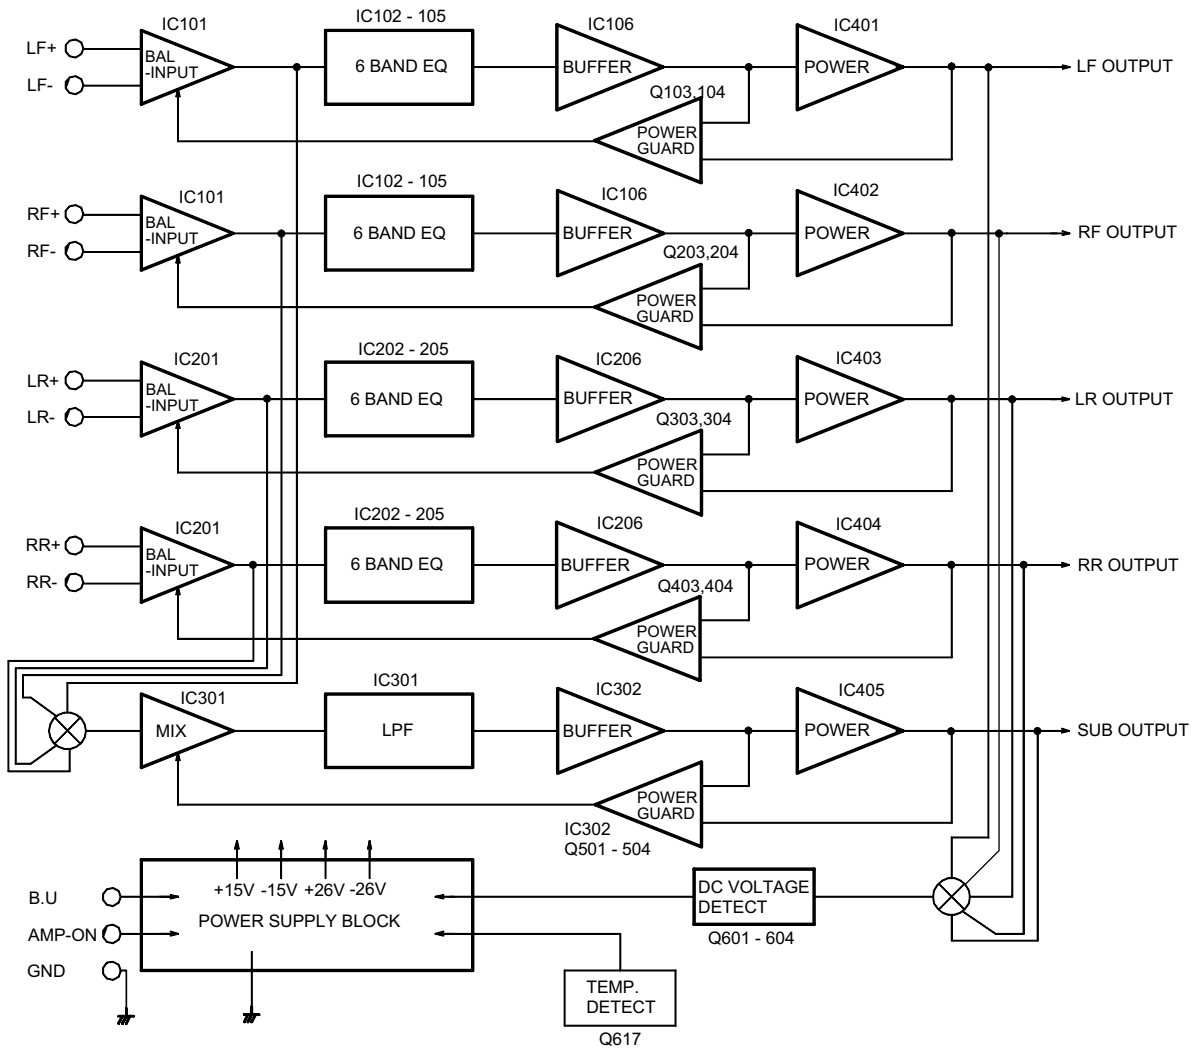 IC101
IC102 - 105
IC106
IC401
LF+
LF-
BAL
-INPUT
6 BAND EQ
BUFFER
POWER
LF OUTPUT
Q103,104
POWER
GUARD
IC101
IC102 - 105
IC106
IC402
RF+
RF-
BAL
-INPUT
6 BAND EQ
BUFFER
POWER
RF OUTPUT
Q203,204
POWER
GUARD
IC201
IC202 - 205
IC206
IC403
LR+
LR-
BAL
-INPUT
6 BAND EQ
BUFFER
POWER
LR OUTPUT
Q303,304
POWER
GUARD
IC201
IC202 - 205
IC206
IC404
RR+
RR-
BAL
-INPUT
6 BAND EQ
BUFFER
POWER
RR OUTPUT
Q403,404
POWER
GUARD
IC301
IC301
IC302
IC405
MIX
LPF
BUFFER
POWER
SUB OUTPUT
POWER
GUARD
IC302
Q501 - 504
+15V -15V +26V -26V
B.U
AMP-ON
GND
POWER SUPPLY BLOCK
DC VOLTAGE
DETECT
Q601 - 604
TEMP.
DETECT
Q617